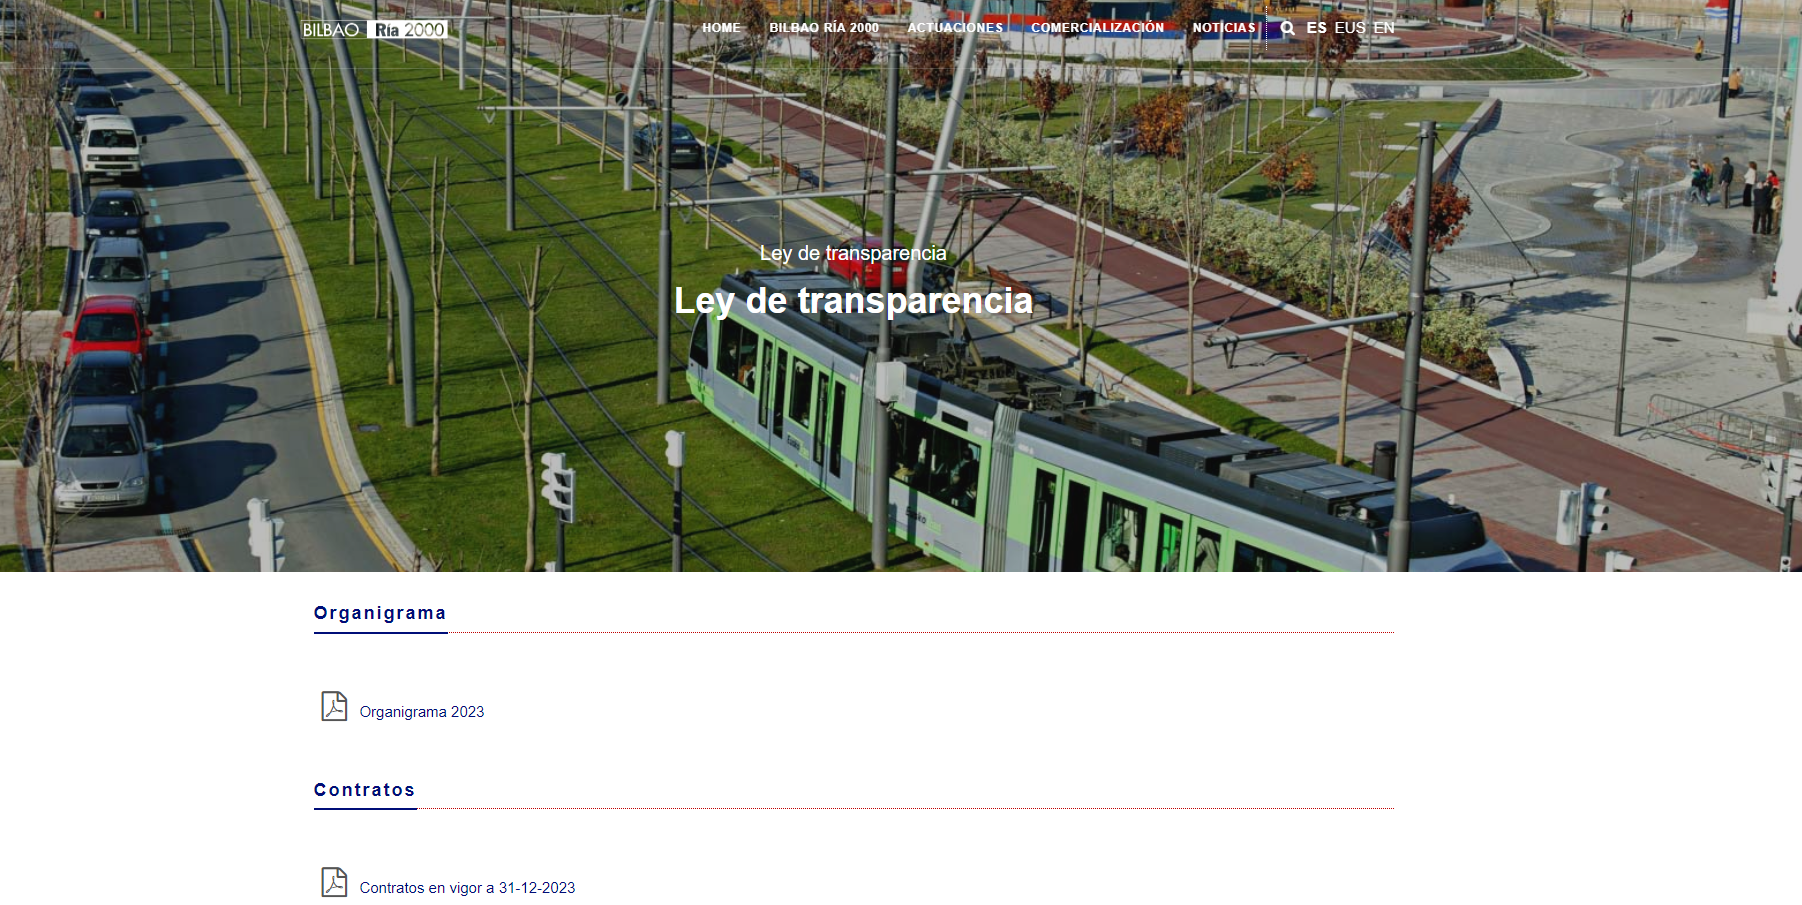 BILBAO Ría 2000
HOME BILBAO RÍA 2000 ACTUACIONES COMERCIALIZACIÓN NOTICIAS ES EUS EN
Ley de transparencia
Ley de transparencia
Organigrama
Organigrama 2023
Contratos
Contratos en vigor a 31-12-2023